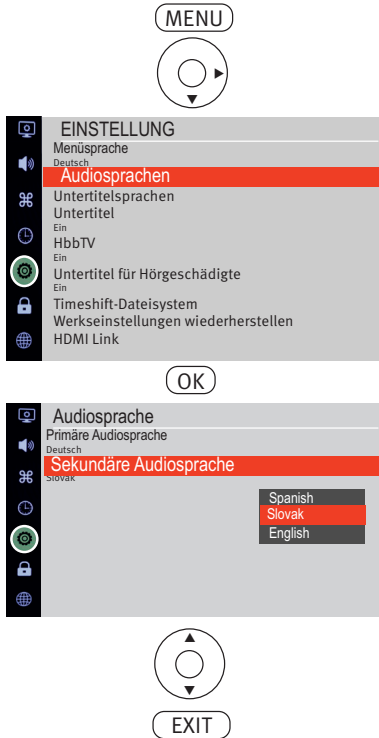 MENU
EINSTELLUNG
Menüsprache
Deutsch
Audiosprachen
Untertitelsprachen
Untertitel
Ein
HbbTV
Ein
Untertitel für Hörgeschädigte
Ein
Timeshift-Dateisystem
Werkseinstellungen wiederherstellen
HDMI Link
OK
Audiosprache
Primäre Audiosprache
Deutsch
Sekundäre Audiosprache
Slovak
Spanish
Slovak
English
EXIT